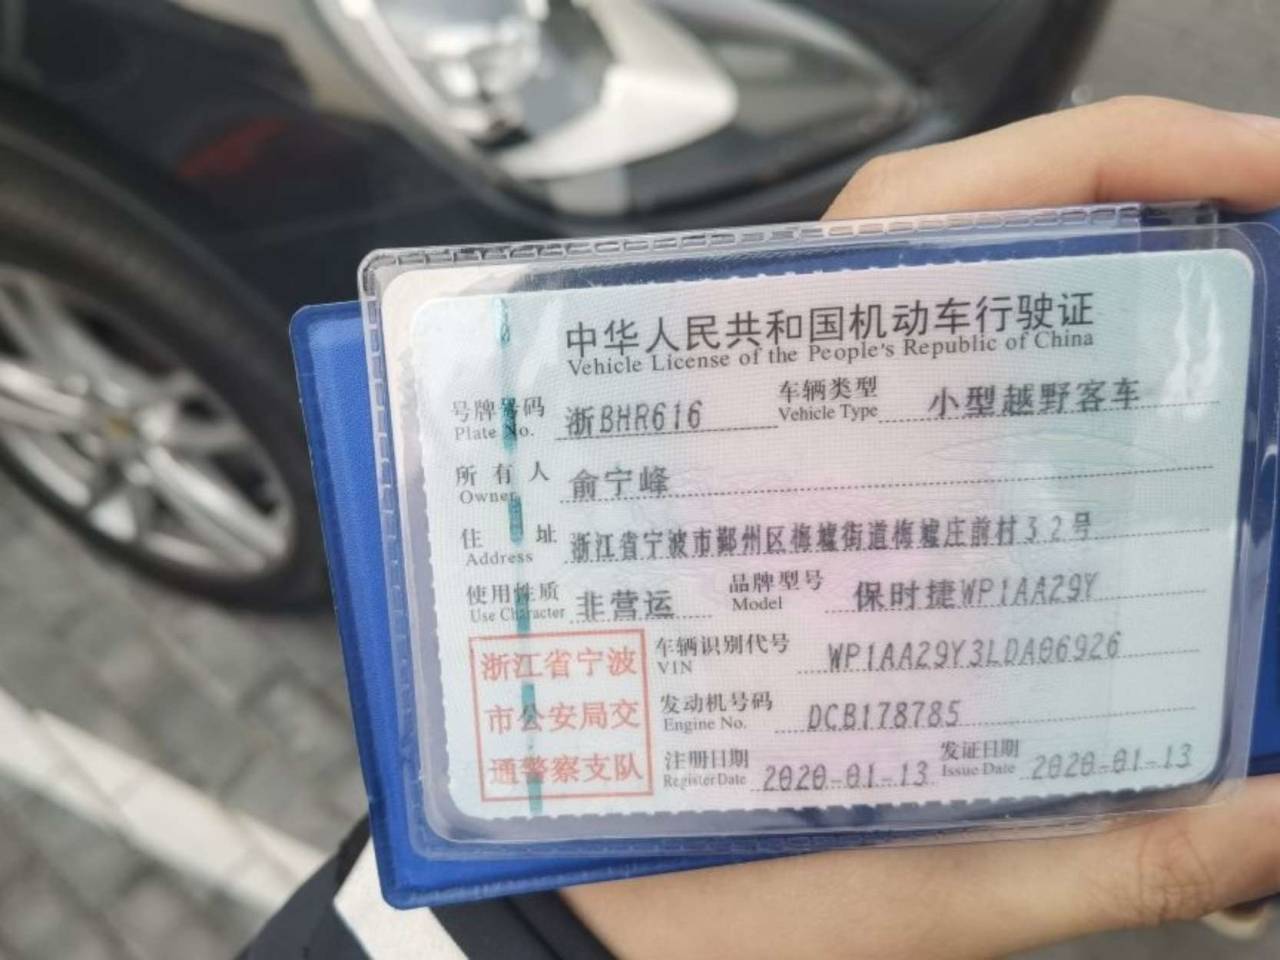 中华人民共和国机动车行驶证
Vehicle License of the People's Republic of China
号牌号码 浙BHR616 车辆类型 小型越野客车
Plate No. Vehicle Type
所有人 俞宁峰
Owner
住址 浙江省宁波市鄞州区梅墟街道梅墟庄前村32号
Address
使用性质 非营运 品牌型号 保时捷WP1AA29Y
Use Character Model
浙江省宁波
市公安局交
通警察支队
车辆识别代号 WP1AA29Y3LDA06926
VIN
发动机号码 DCB178785
Engine No.
注册日期 2020-01-13 发证日期 2020-01-13
Register Date Issue Date